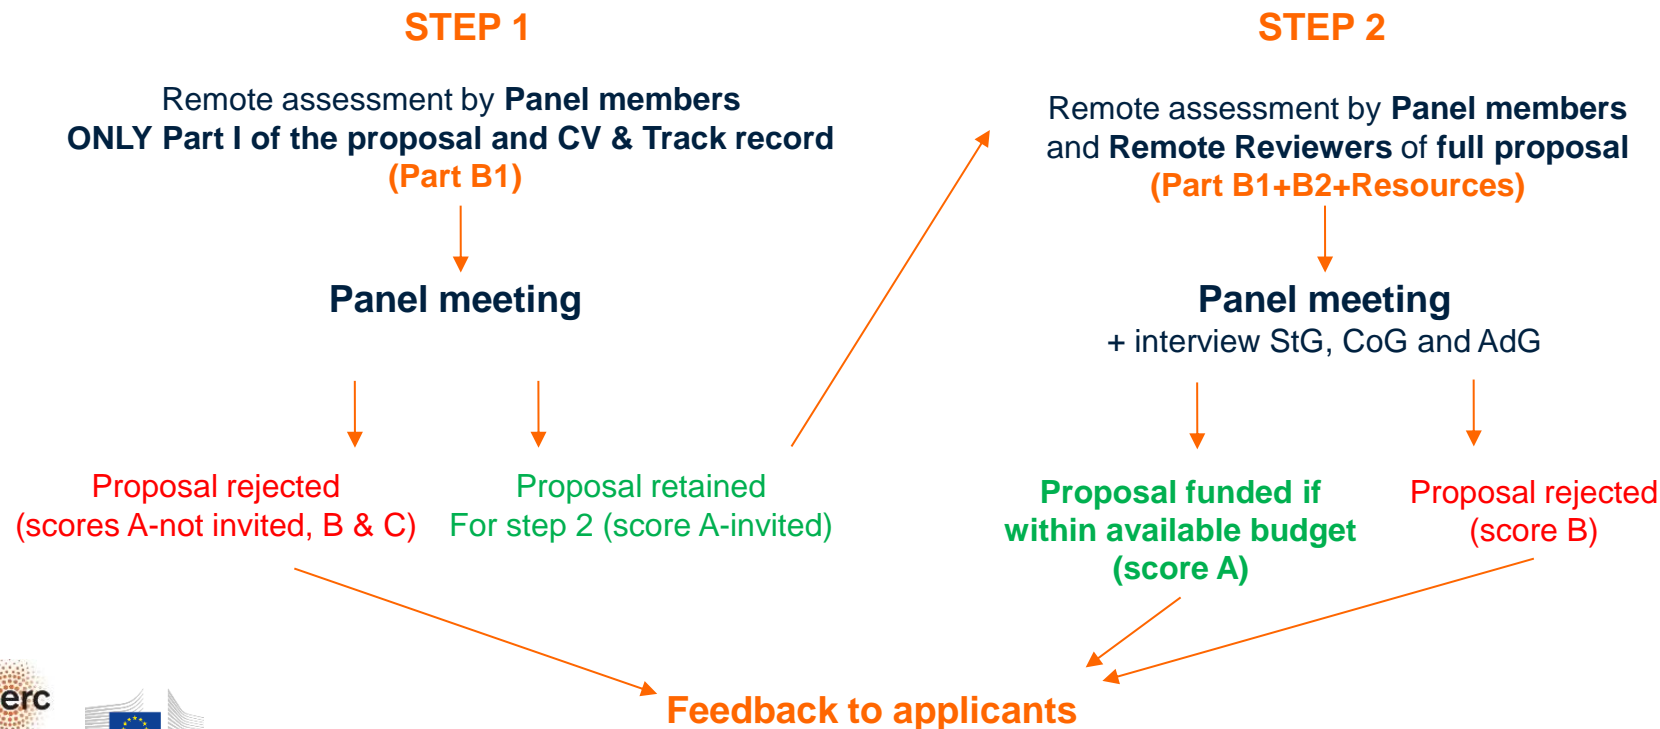 STEP 1
Remote assessment by Panel members
ONLY Part I of the proposal and CV & Track record
(Part B1)
Panel meeting
Proposal rejected
(scores A-not invited, B & C)
Proposal retained
For step 2 (score A-invited)
STEP 2
Remote assessment by Panel members
and Remote Reviewers of full proposal
(Part B1+B2+Resources)
Panel meeting
+ interview StG, CoG and AdG
Proposal funded if
within available budget
(score A)
Proposal rejected
(score B)
Feedback to applicants
erc